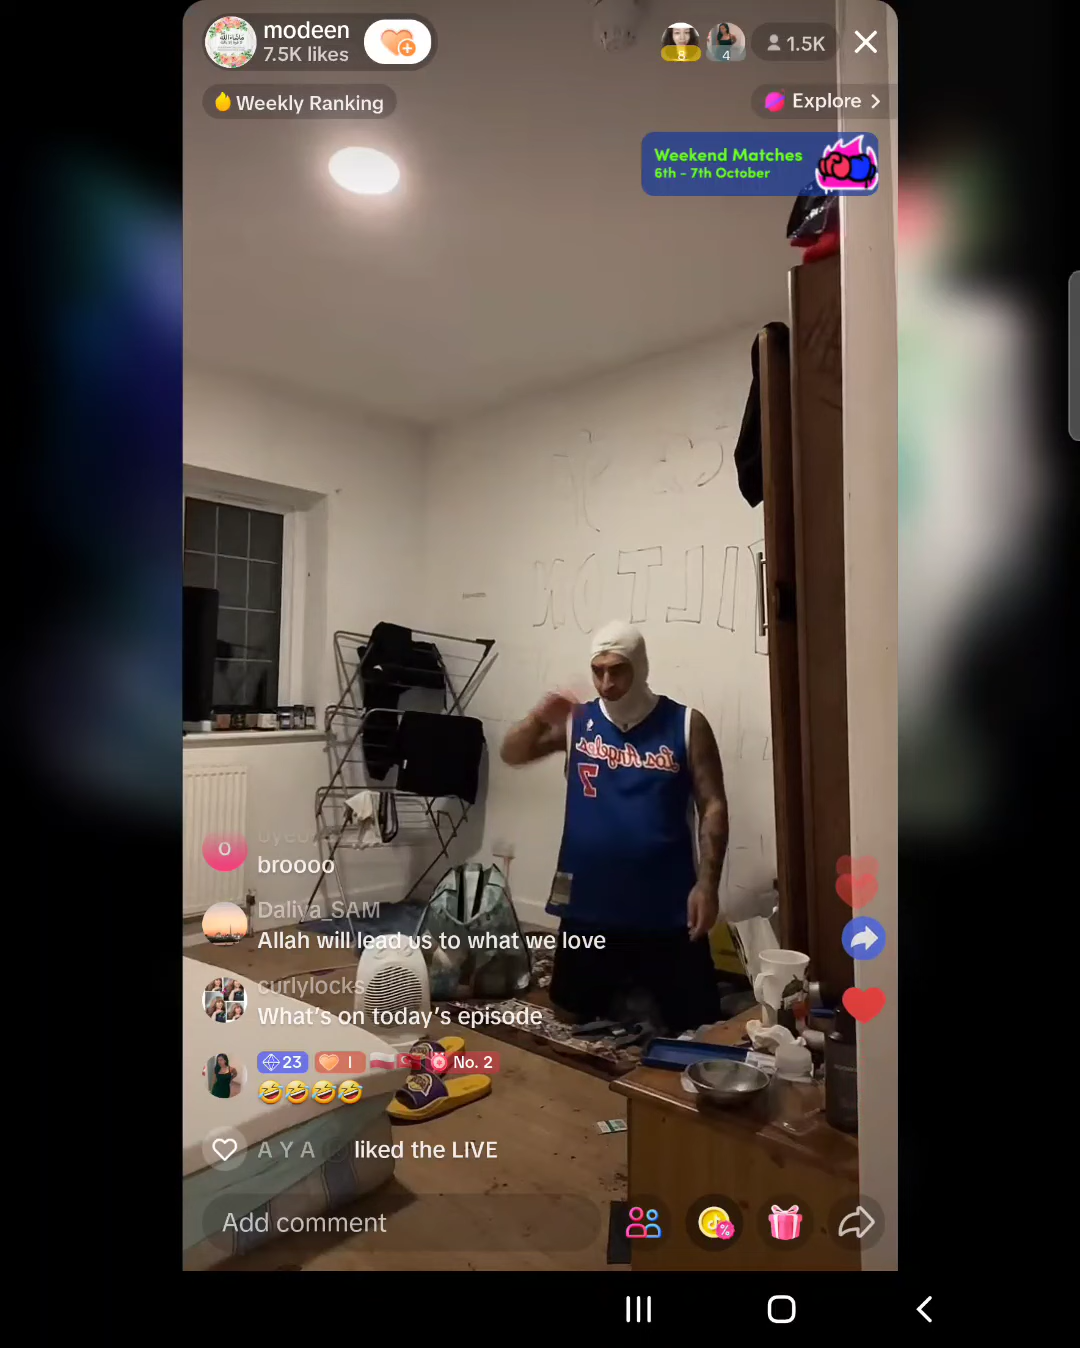 modeen
7.5K likes
8
4
1.5K
Weekly Ranking
Explore
Weekend Matches
6th - 7th October
Los Angeles
7
O
broooo
Daliya_SAM
Allah will lead us to what we love
curlylocks
What's on today's episode
23
I
No. 2
🤣🤣🤣🤣
A Y A liked the LIVE
Add comment